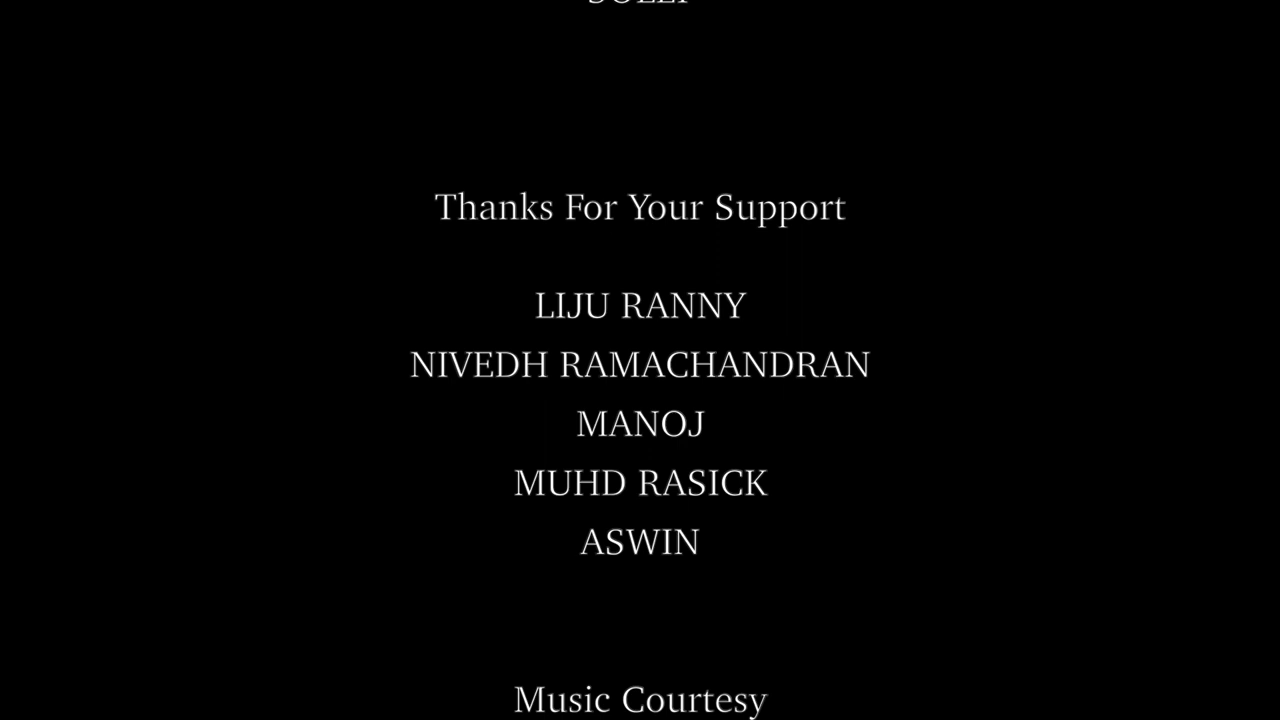 Thanks For Your Support
LIJU RANNY
NIVEDH RAMACHANDRAN
MANOJ
MUHD RASICK
ASWIN
Music Courtesy